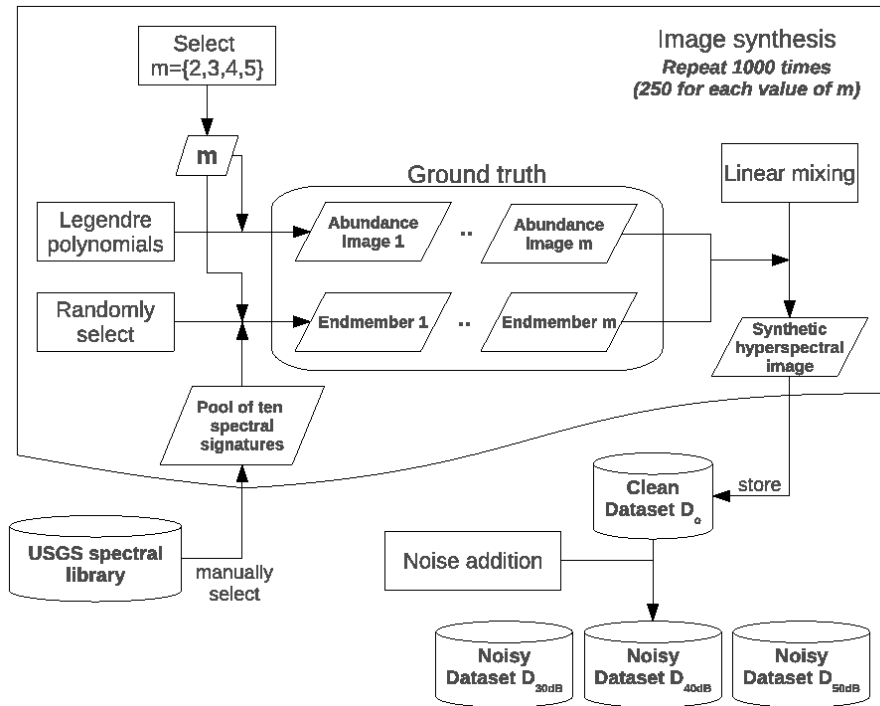 Select
m={2,3,4,5}
Image synthesis
Repeat 1000 times
(250 for each value of m)
m
Ground truth
Linear mixing
Legendre
polynomials
Abundance
Image 1
..
Abundance
Image m
Randomly
select
Endmember 1
..
Endmember m
Synthetic
hyperspectral
image
Pool of ten
spectral
signatures
Clean
Dataset Dₒ
store
USGS spectral
library
manually
select
Noise addition
Noisy
Dataset D30dB
Noisy
Dataset D40dB
Noisy
Dataset D50dB